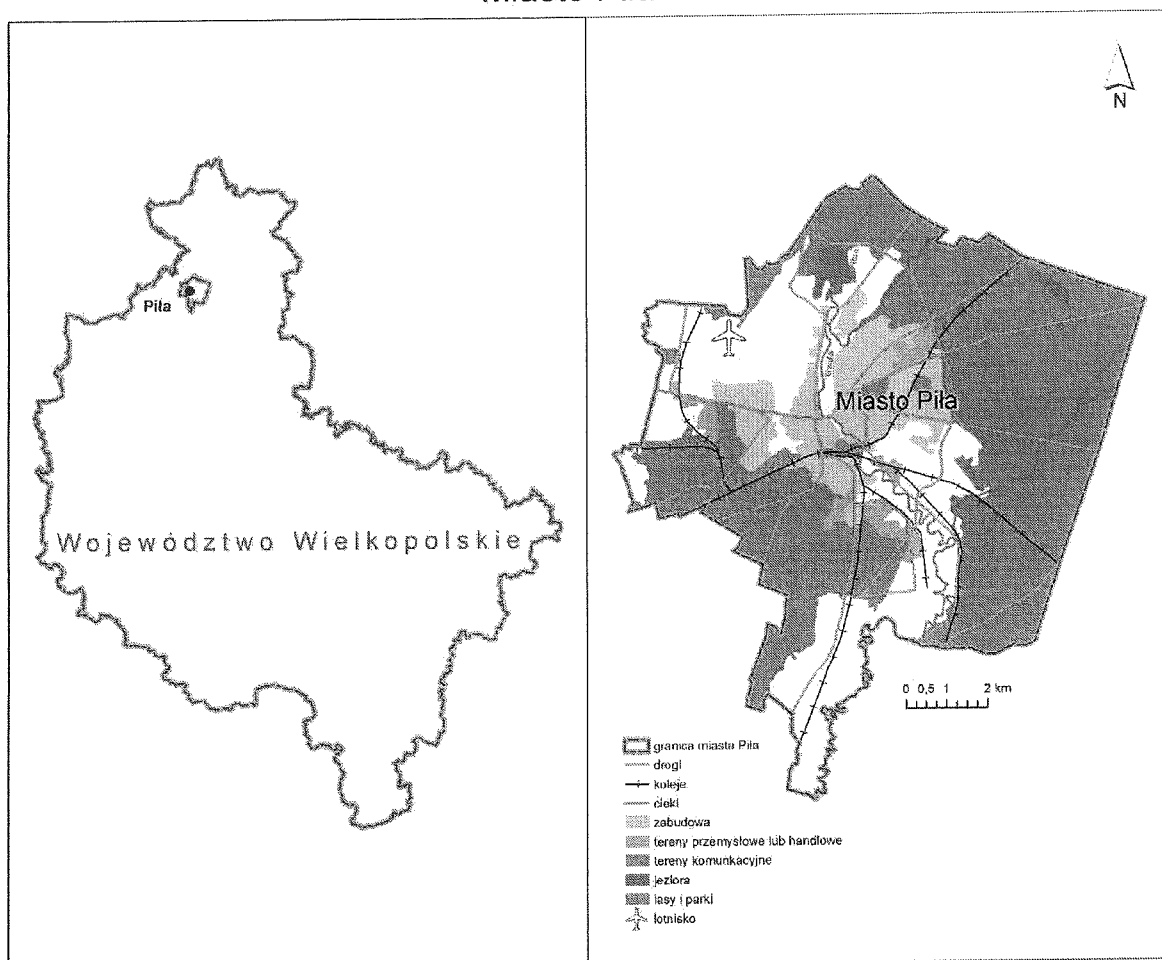 Piła
Województwo Wielkopolskie
N
Miasto Piła
0 0,5 1 2 km
granica miasta Piła
drogi
koleje
cieki
zabudowa
tereny przemysłowe lub handlowe
tereny komunkacyjne
jeziora
lasy i parki
lotnisko